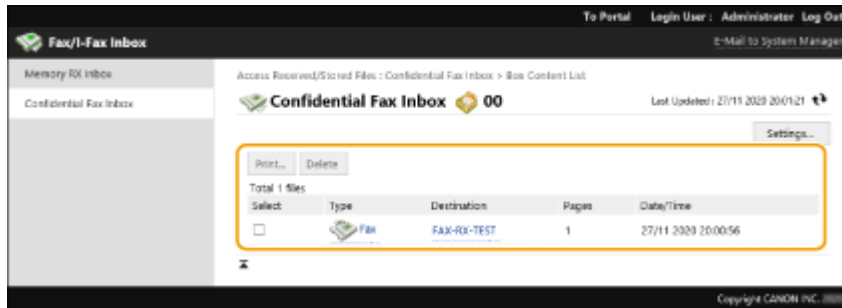 To Portal Login User : Administrator Log Out
Fax/I-Fax Inbox
E-Mail to System Manager
Memory RX Inbox
Confidential Fax Inbox
Access Received/Stored Files : Confidential Fax Inbox > Box Content List
Confidential Fax Inbox 00
Last Updated : 27/11 2020 20:01:21
Settings...
Print... Delete
Total 1 files
Select Type Destination Pages Date/Time
Fax FAX-RX-TEST 1 27/11 2020 20:00:56
Copyright CANON INC.